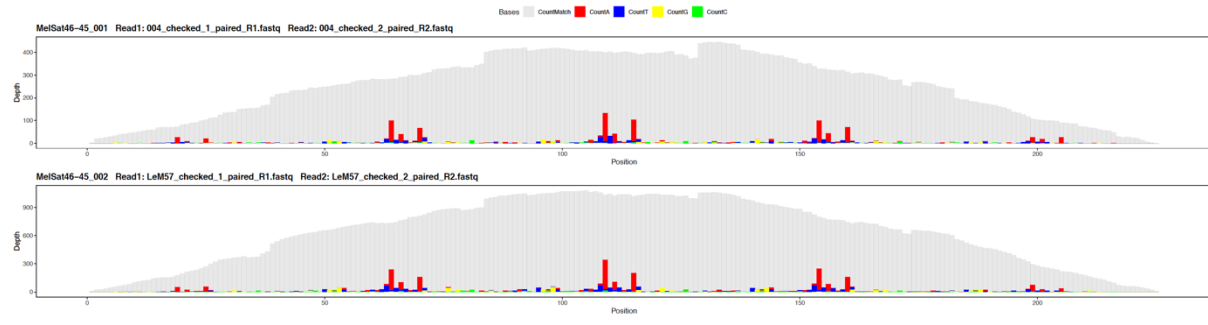 Bases CountMatch CountA CountT CountG CountC
MelSat46-45_001 Read1: 004_checked_1_paired_R1.fastq Read2: 004_checked_2_paired_R2.fastq
Depth
400
300
200
100
0
0 50 100 150 200
Position
MelSat46-45_002 Read1: LeM57_checked_1_paired_R1.fastq Read2: LeM57_checked_2_paired_R2.fastq
Depth
900
600
300
0
0 50 100 150 200
Position